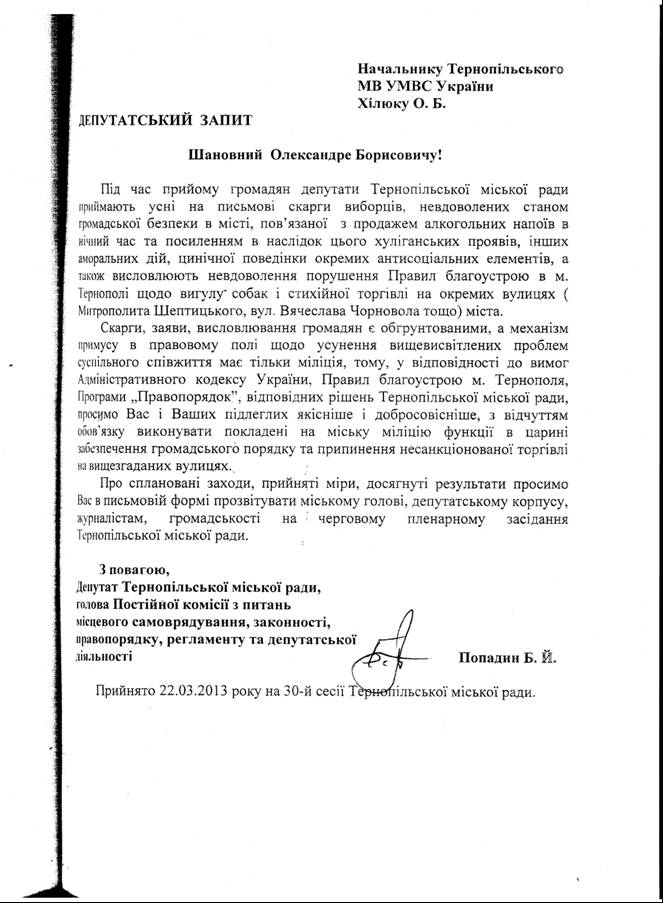 Начальнику Тернопільського
МВ УМВС України
Хілюку О. Б.
ДЕПУТАТСЬКИЙ ЗАПИТ
Шановний Олександре Борисовичу!
Під час прийому громадян депутати Тернопільської міської ради
приймають усні на письмові скарги виборців, невдоволених станом
громадської безпеки в місті, пов’язаної з продажем алкогольних напоїв в
нічний час та посиленням в наслідок цього хуліганських проявів, інших
аморальних дій, цинічної поведінки окремих антисоціальних елементів, а
також висловлюють невдоволення порушення Правил благоустрою в м.
Тернополі щодо вигулу собак і стихійної торгівлі на окремих вулицях (
Митрополита Шептицького, вул. Вячеслава Чорновола тощо) міста.
Скарги, заяви, висловлювання громадян є обгрунтованими, а механізм
примусу в правовому полі щодо усунення вищевисвітлених проблем
суспільного співжиття має тільки міліція, тому, у відповідності до вимог
Адміністративного кодексу України, Правил благоустрою м. Тернополя,
Програми „Правопорядок”, відповідних рішень Тернопільської міської ради,
просимо Вас і Ваших підлеглих якісніше і добросовісніше, з відчуттям
обов’язку виконувати покладені на міську міліцію функції в царині
забезпечення громадського порядку та припинення несанкціонованої торгівлі
на вищезгаданих вулицях.
Про сплановані заходи, прийняті міри, досягнуті результати просимо
Вас в письмовій формі прозвітувати міському голові, депутатському корпусу,
журналістам, громадськості на черговому пленарному засідання
Тернопільської міської ради.
З повагою,
Депутат Тернопільської міської ради,
голова Постійної комісії з питань
місцевого самоврядування, законності,
правопорядку, регламенту та депутатської
діяльності Попадин Б. Й.
Прийнято 22.03.2013 року на 30-й сесії Тернопільської міської ради.